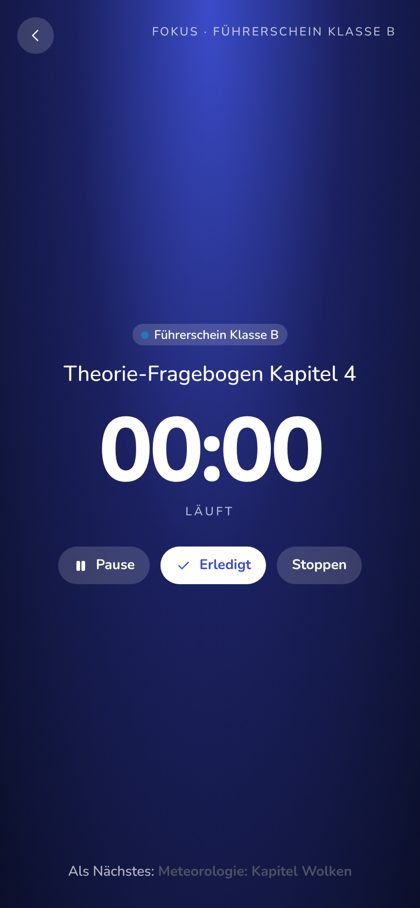 FOKUS · FÜHRERSCHEIN KLASSE B
Führerschein Klasse B
Theorie-Fragebogen Kapitel 4
00:00
LÄUFT
Pause
Erledigt
Stoppen
Als Nächstes: Meteorologie: Kapitel Wolken